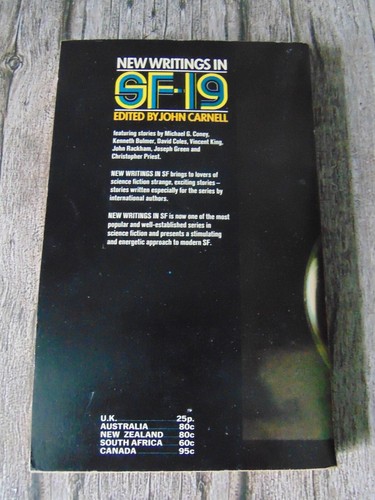 NEW WRITINGS IN
SF-19
EDITED BY JOHN CARNELL
featuring stories by Michael G. Coney,
Kenneth Bulmer, David Coles, Vincent King,
John Rackham, Joseph Green and
Christopher Priest.
NEW WRITINGS IN SF brings to lovers of
science fiction strange, exciting stories –
stories written especially for the series by
international authors.
NEW WRITINGS IN SF is now one of the most
popular and well-established series in
science fiction and presents a stimulating
and energetic approach to modern SF.
U.K. 25p.
AUSTRALIA 80c
NEW ZEALAND 80c
SOUTH AFRICA 60c
CANADA 95c